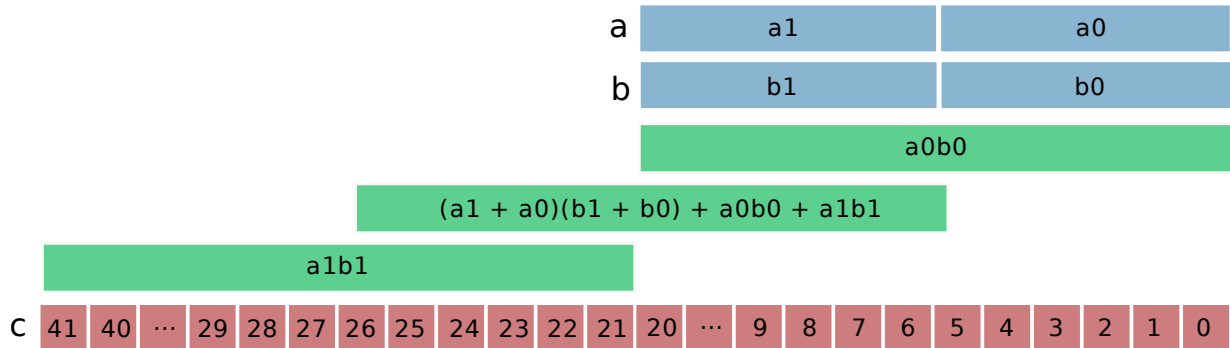 a a1 a0
b b1 b0
a0b0
(a1 + a0)(b1 + b0) + a0b0 + a1b1
a1b1
c 41 40 ... 29 28 27 26 25 24 23 22 21 20 ... 9 8 7 6 5 4 3 2 1 0